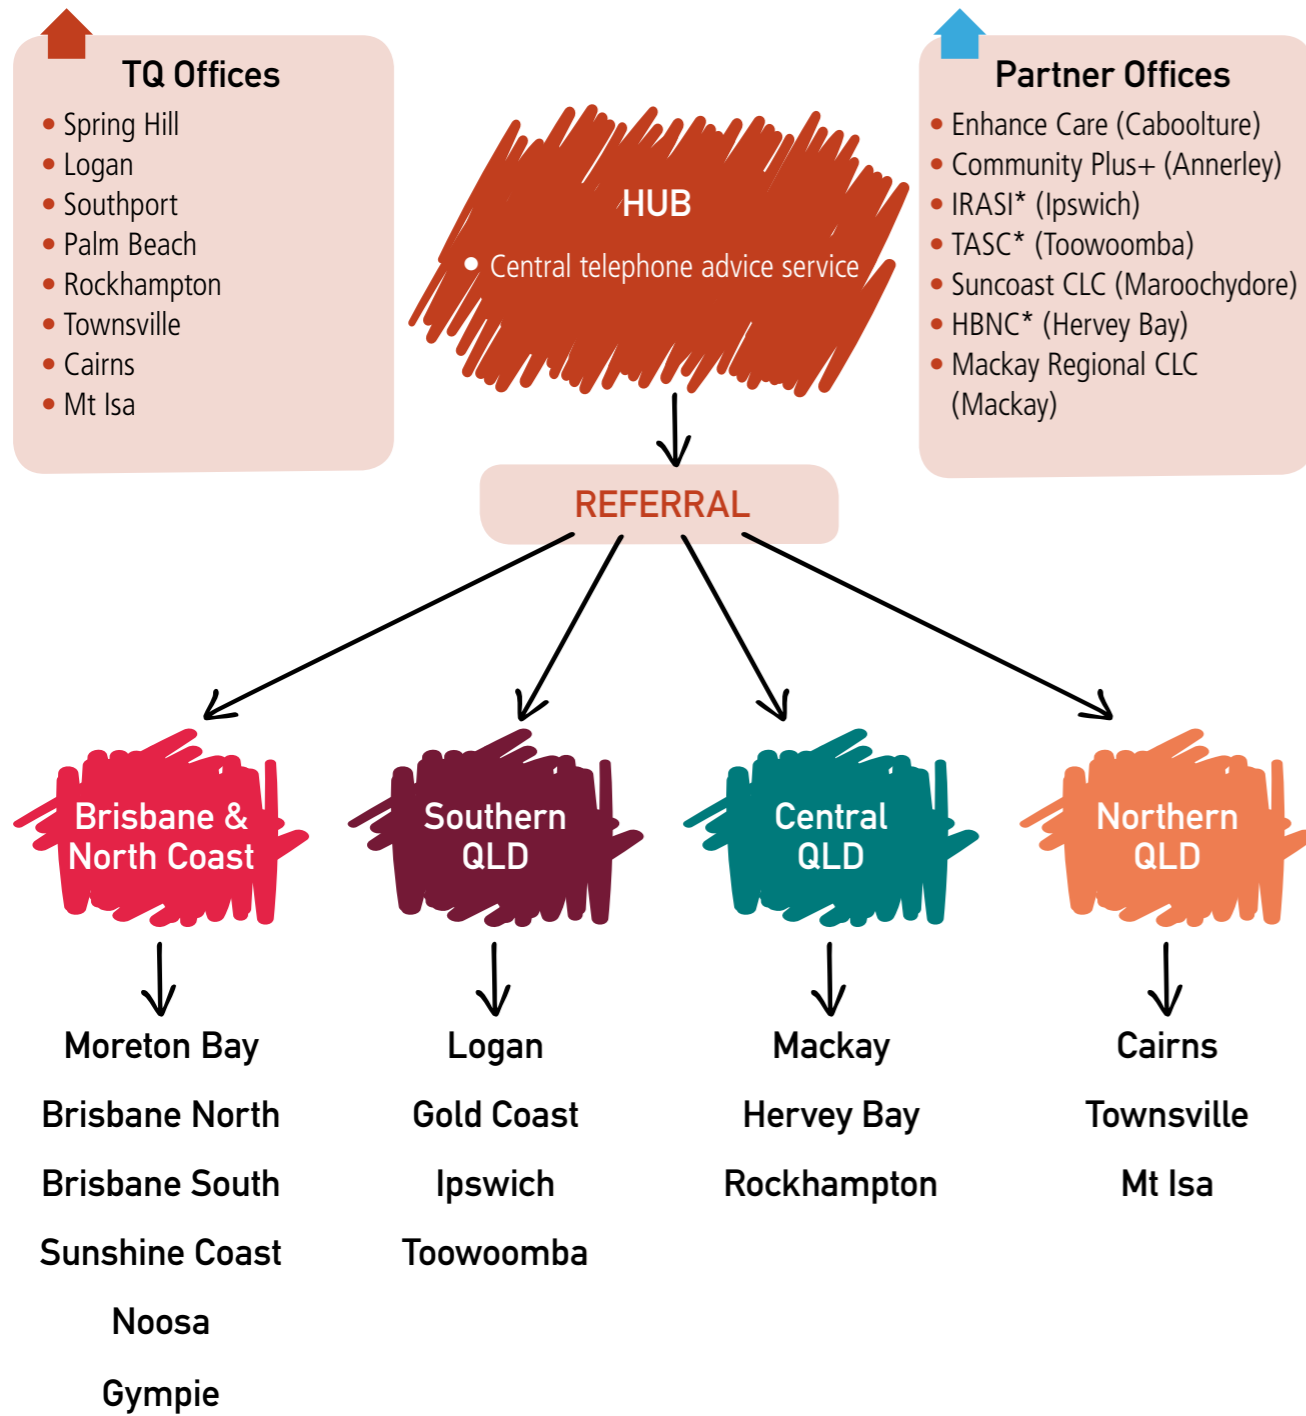 TQ Offices
• Spring Hill
• Logan
• Southport
• Palm Beach
• Rockhampton
• Townsville
• Cairns
• Mt Isa
HUB
• Central telephone advice service
Partner Offices
• Enhance Care (Caboolture)
• Community Plus+ (Annerley)
• IRASI* (Ipswich)
• TASC* (Toowoomba)
• Suncoast CLC (Maroochydore)
• HBNC* (Hervey Bay)
• Mackay Regional CLC
(Mackay)
REFERRAL
Brisbane &
North Coast
Moreton Bay
Brisbane North
Brisbane South
Sunshine Coast
Noosa
Gympie
Southern
QLD
Logan
Gold Coast
Ipswich
Toowoomba
Central
QLD
Mackay
Hervey Bay
Rockhampton
Northern
QLD
Cairns
Townsville
Mt Isa